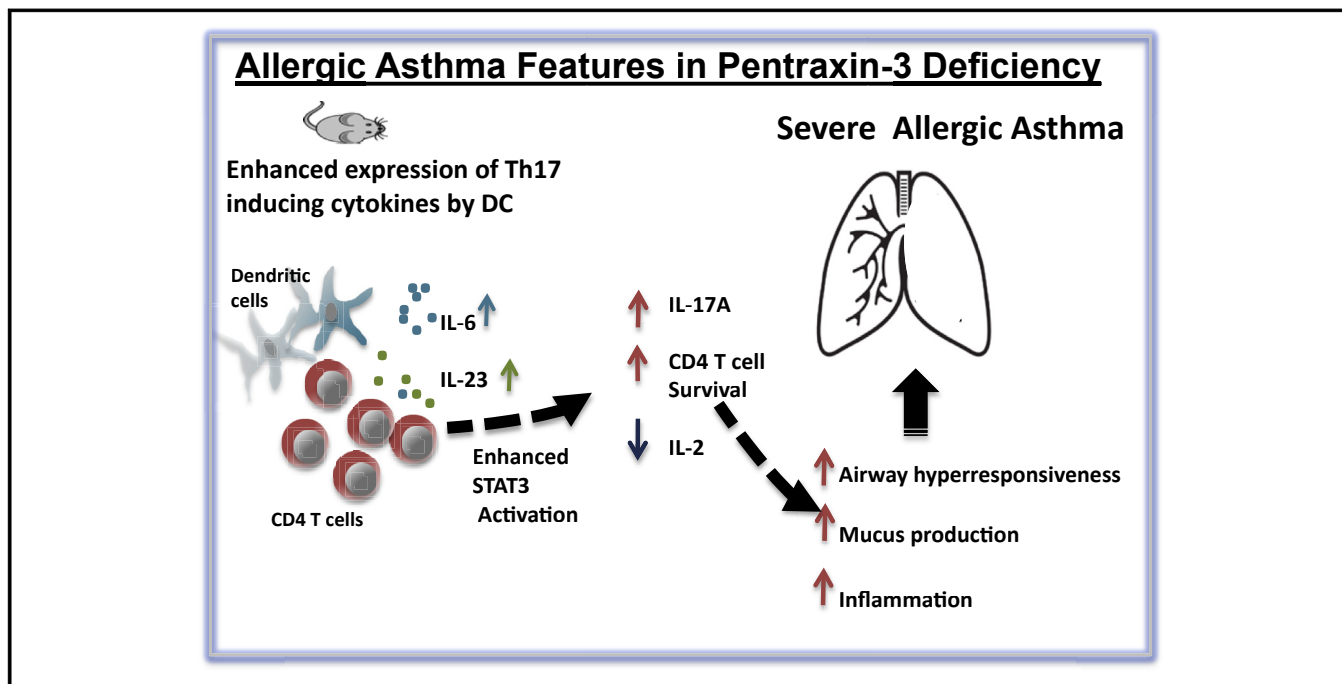 Allergic Asthma Features in Pentraxin-3 Deficiency
Severe Allergic Asthma
Enhanced expression of Th17
inducing cytokines by DC
Dendritic
cells
IL-6
IL-23
CD4 T cells
Enhanced
STAT3
Activation
IL-17A
CD4 T cell
Survival
IL-2
Airway hyperresponsiveness
Mucus production
Inflammation